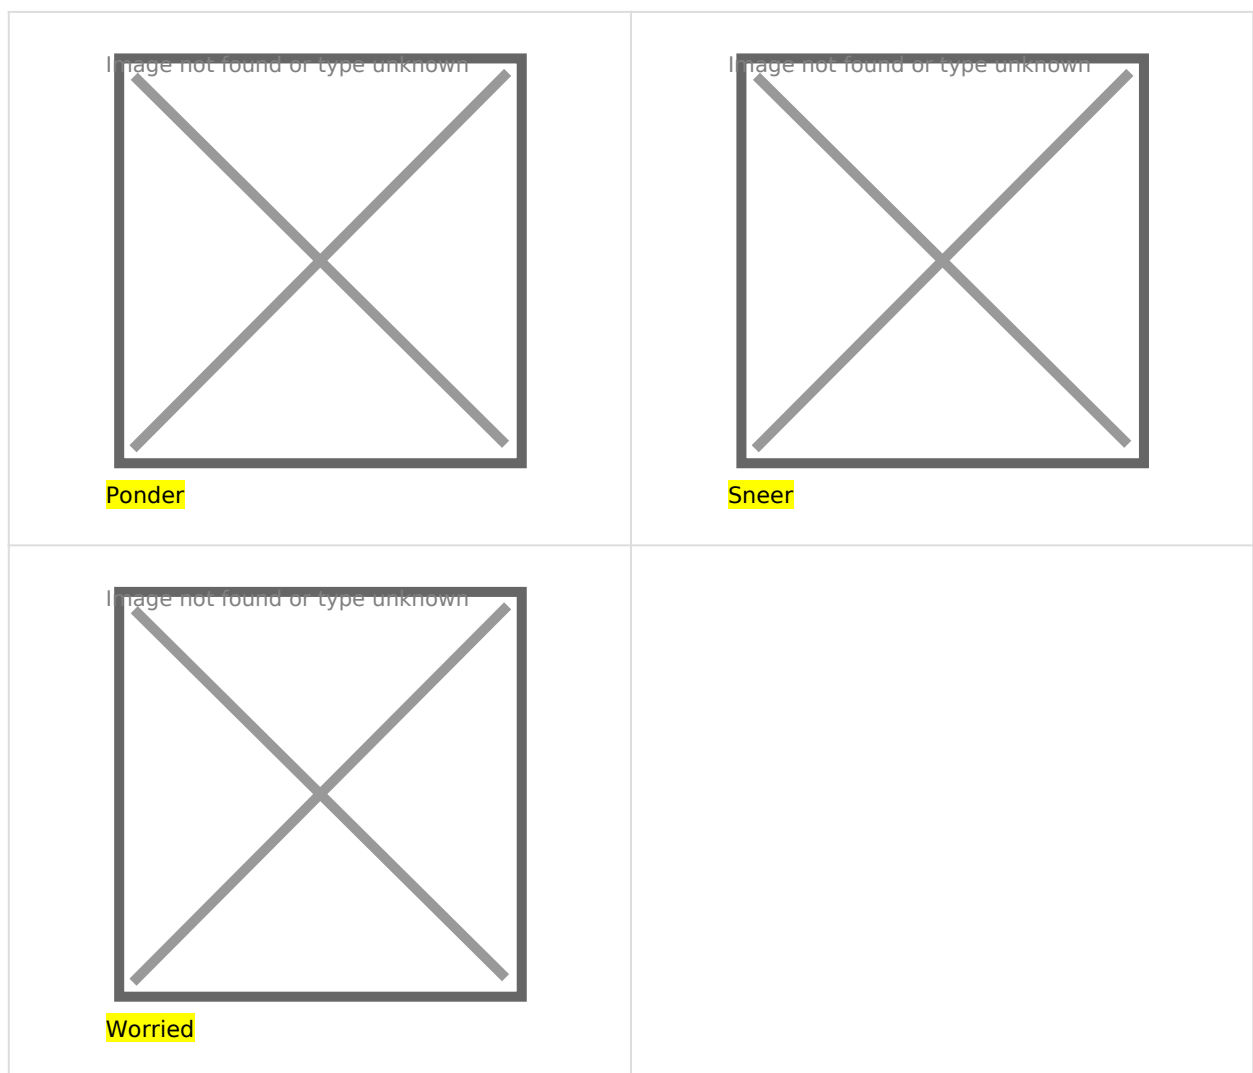 Image not found or type unknown
Image not found or type unknown
Ponder
Sneer
Image not found or type unknown
Worried